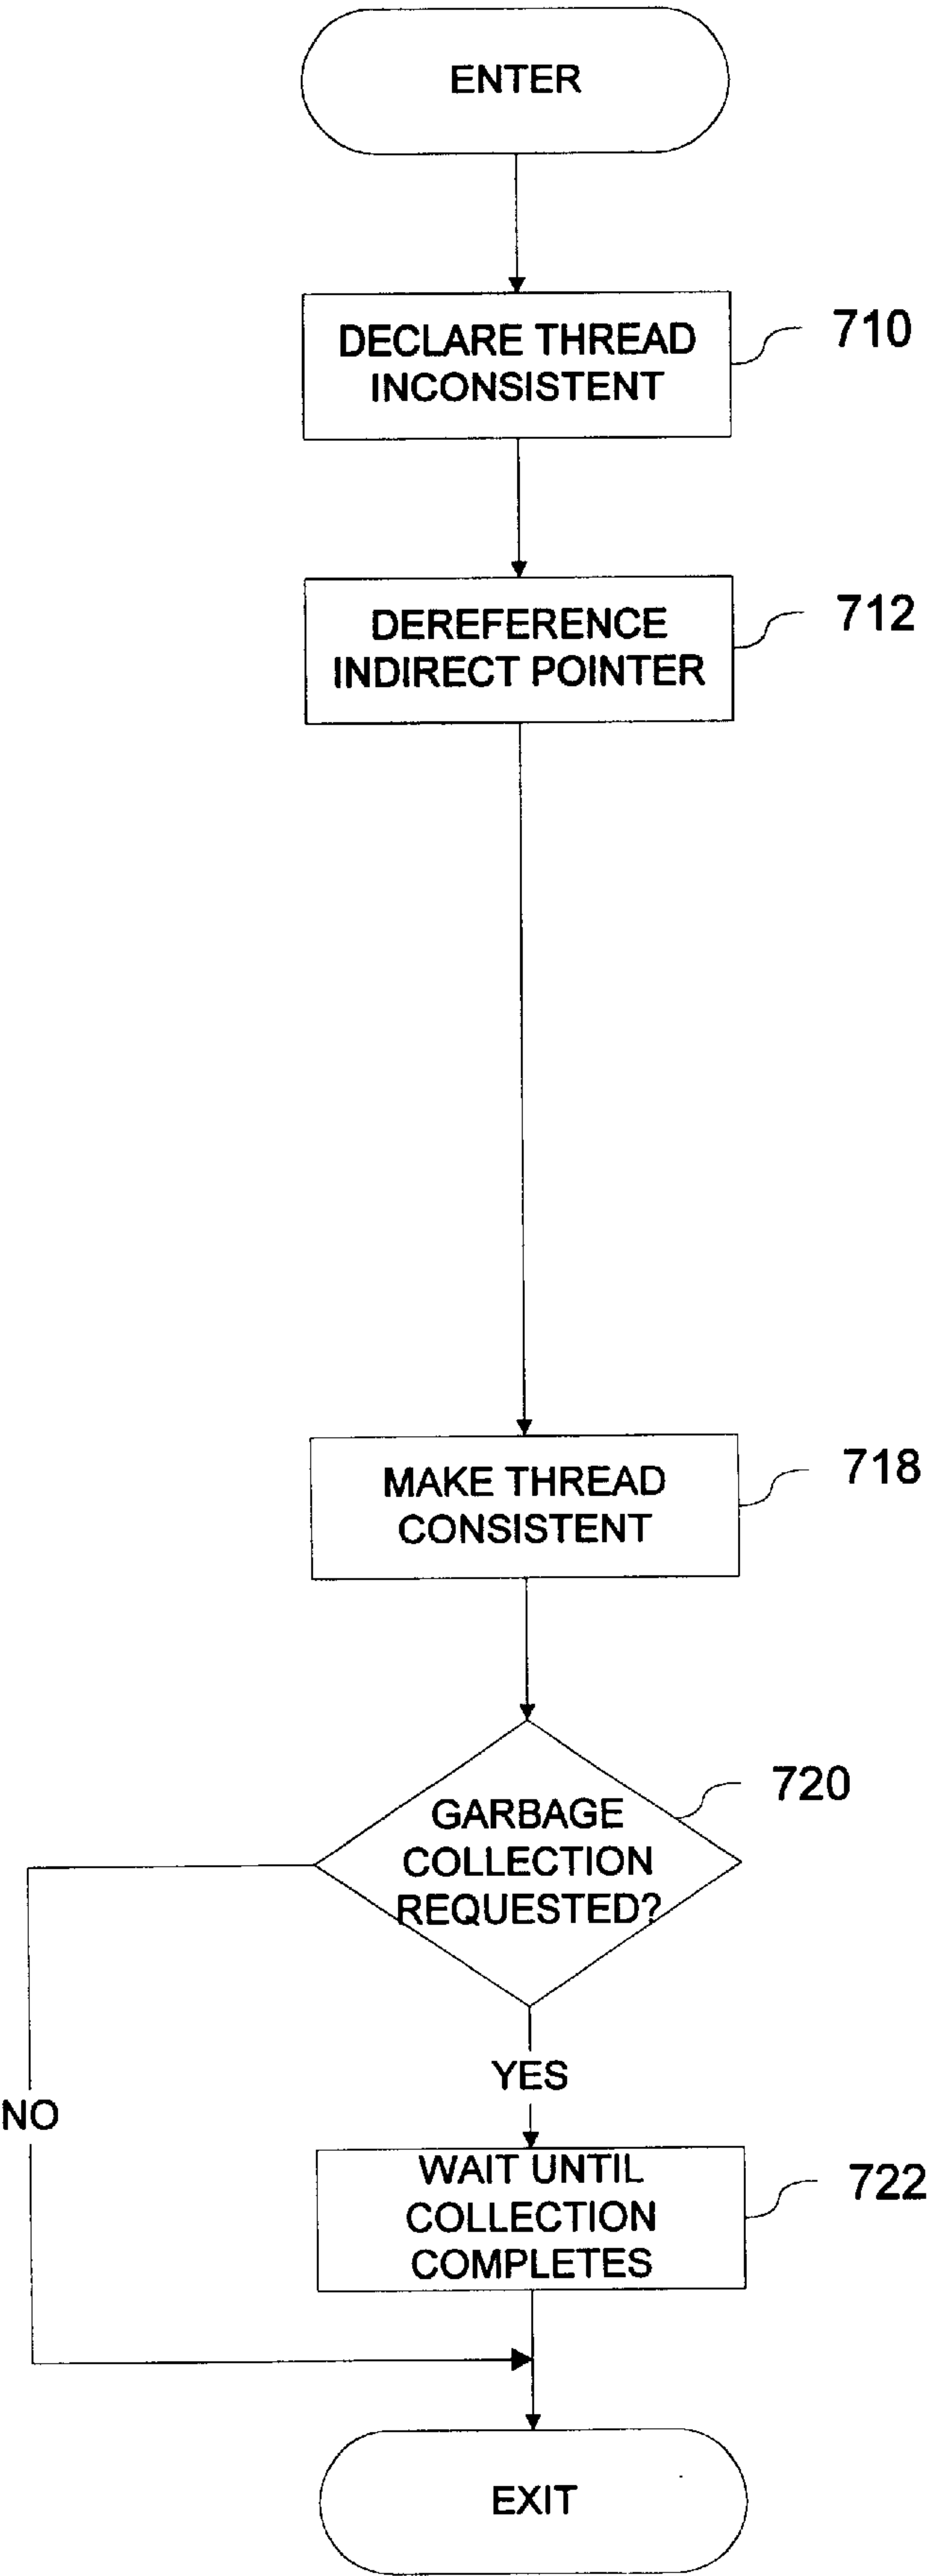 ENTER
DECLARE THREAD
INCONSISTENT
710
DEREFERENCE
INDIRECT POINTER
712
MAKE THREAD
CONSISTENT
718
GARBAGE
COLLECTION
REQUESTED?
720
YES
NO
WAIT UNTIL
COLLECTION
COMPLETES
722
EXIT